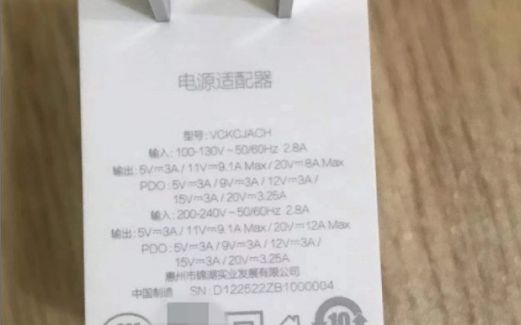 电源适配器
型号: VCKCJACH
输入: 100-130V~50/60Hz 2.8A
输出: 5V⎓3A / 11V⎓9.1A Max / 20V⎓8A Max
PDO: 5V⎓3A / 9V⎓3A / 12V⎓3A /
15V⎓3A / 20V⎓3.25A
输入: 200-240V~50/60Hz 2.8A
输出: 5V⎓3A / 11V⎓9.1A Max / 20V⎓12A Max
PDO: 5V⎓3A / 9V⎓3A / 12V⎓3A /
15V⎓3A / 20V⎓3.25A
惠州市锦湖实业发展有限公司
中国制造 SN: D122522ZB1000004
10